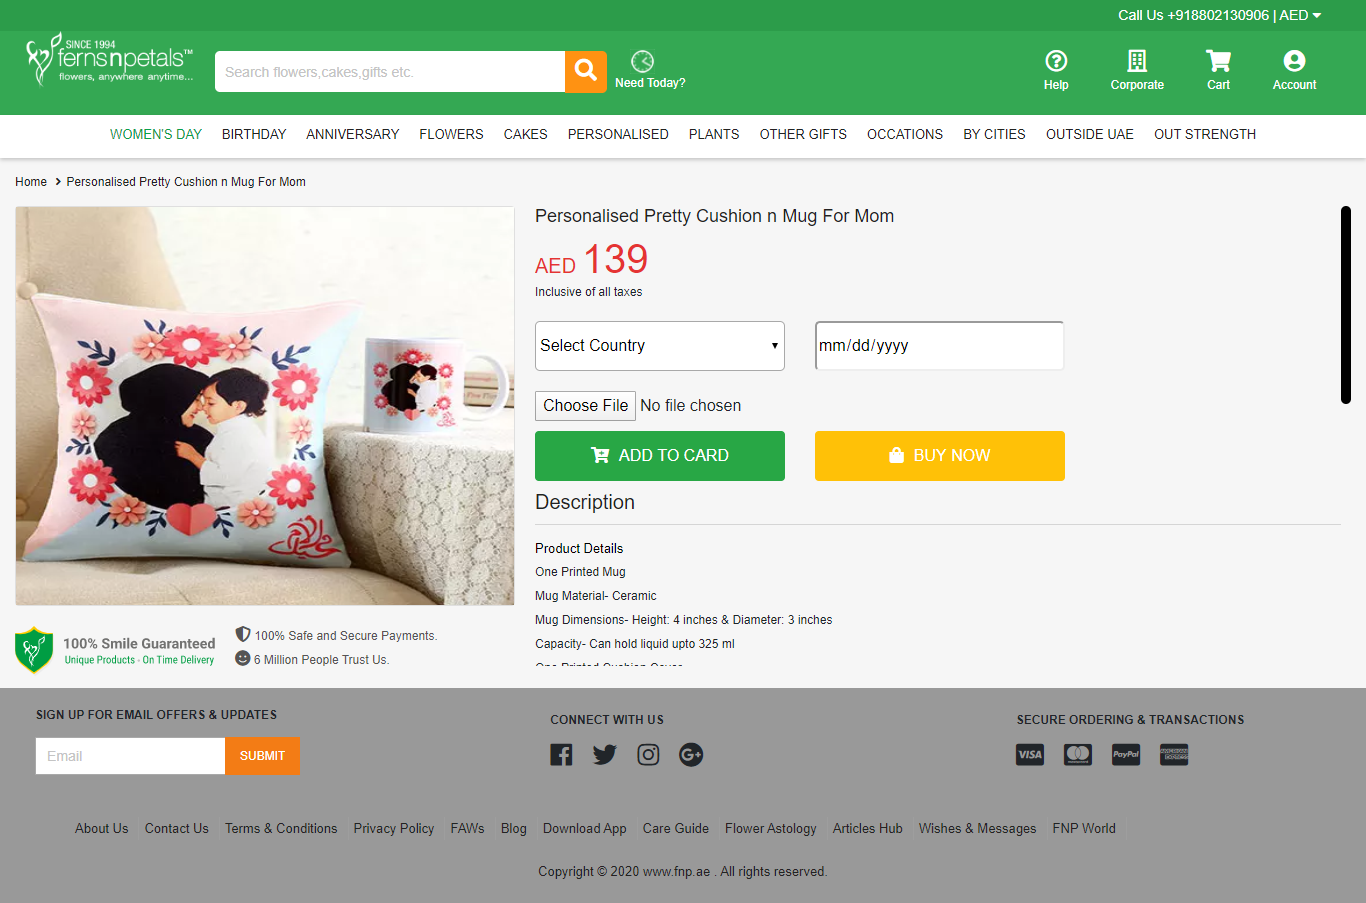 Call Us +918802130906 | AED
SINCE 1994
fernsnpetals™
flowers, anywhere anytime...
Search flowers,cakes,gifts etc.
Need Today?
Help
Corporate
Cart
Account
WOMEN'S DAY BIRTHDAY ANNIVERSARY FLOWERS CAKES PERSONALISED PLANTS OTHER GIFTS OCCATIONS BY CITIES OUTSIDE UAE OUT STRENGTH
Home > Personalised Pretty Cushion n Mug For Mom
Personalised Pretty Cushion n Mug For Mom
AED 139
Inclusive of all taxes
Select Country
mm/dd/yyyy
Choose File No file chosen
ADD TO CARD
BUY NOW
Description
Product Details
One Printed Mug
Mug Material- Ceramic
Mug Dimensions- Height: 4 inches & Diameter: 3 inches
Capacity- Can hold liquid upto 325 ml
One Printed Cushion Cover
100% Smile Guaranteed
Unique Products - On Time Delivery
100% Safe and Secure Payments.
6 Million People Trust Us.
SIGN UP FOR EMAIL OFFERS & UPDATES
Email
SUBMIT
CONNECT WITH US
SECURE ORDERING & TRANSACTIONS
VISA
MasterCard
PayPal
AMERICAN EXPRESS
About Us Contact Us Terms & Conditions Privacy Policy FAWs Blog Download App Care Guide Flower Astology Articles Hub Wishes & Messages FNP World
Copyright © 2020 www.fnp.ae . All rights reserved.